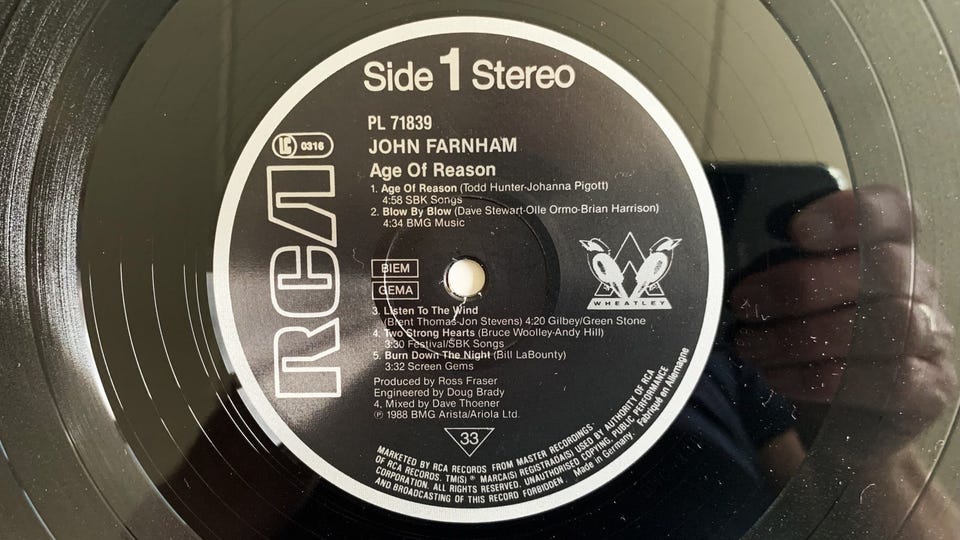 Side 1 Stereo
PL 71839
LC 0316
JOHN FARNHAM
Age Of Reason
1. Age Of Reason (Todd Hunter-Johanna Pigott)
4:58 SBK Songs
2. Blow By Blow (Dave Stewart-Olle Ormo-Brian Harrison)
4:34 BMG Music
RCA
BIEM
GEMA
WHEATLEY
3. Listen To The Wind
(Brent Thomas-Jon Stevens) 4:20 Gilbey/Green Stone
4. Two Strong Hearts (Bruce Woolley-Andy Hill)
3:30 Festival/SBK Songs
5. Burn Down The Night (Bill LaBounty)
3:32 Screen Gems
Produced by Ross Fraser
Engineered by Doug Brady
4. Mixed by Dave Thoener
℗ 1988 BMG Arista/Ariola Ltd.
33
MARKETED BY RCA RECORDS FROM MASTER RECORDINGS·
OF RCA RECORDS. TM(S) ® MARCA(S) REGISTRADA(S) USED BY AUTHORITY OF RCA
CORPORATION. ALL RIGHTS RESERVED. UNAUTHORISED COPYING, PUBLIC PERFORMANCE
AND BROADCASTING OF THIS RECORD FORBIDDEN. Made in Germany. Fabriqué en Allemagne